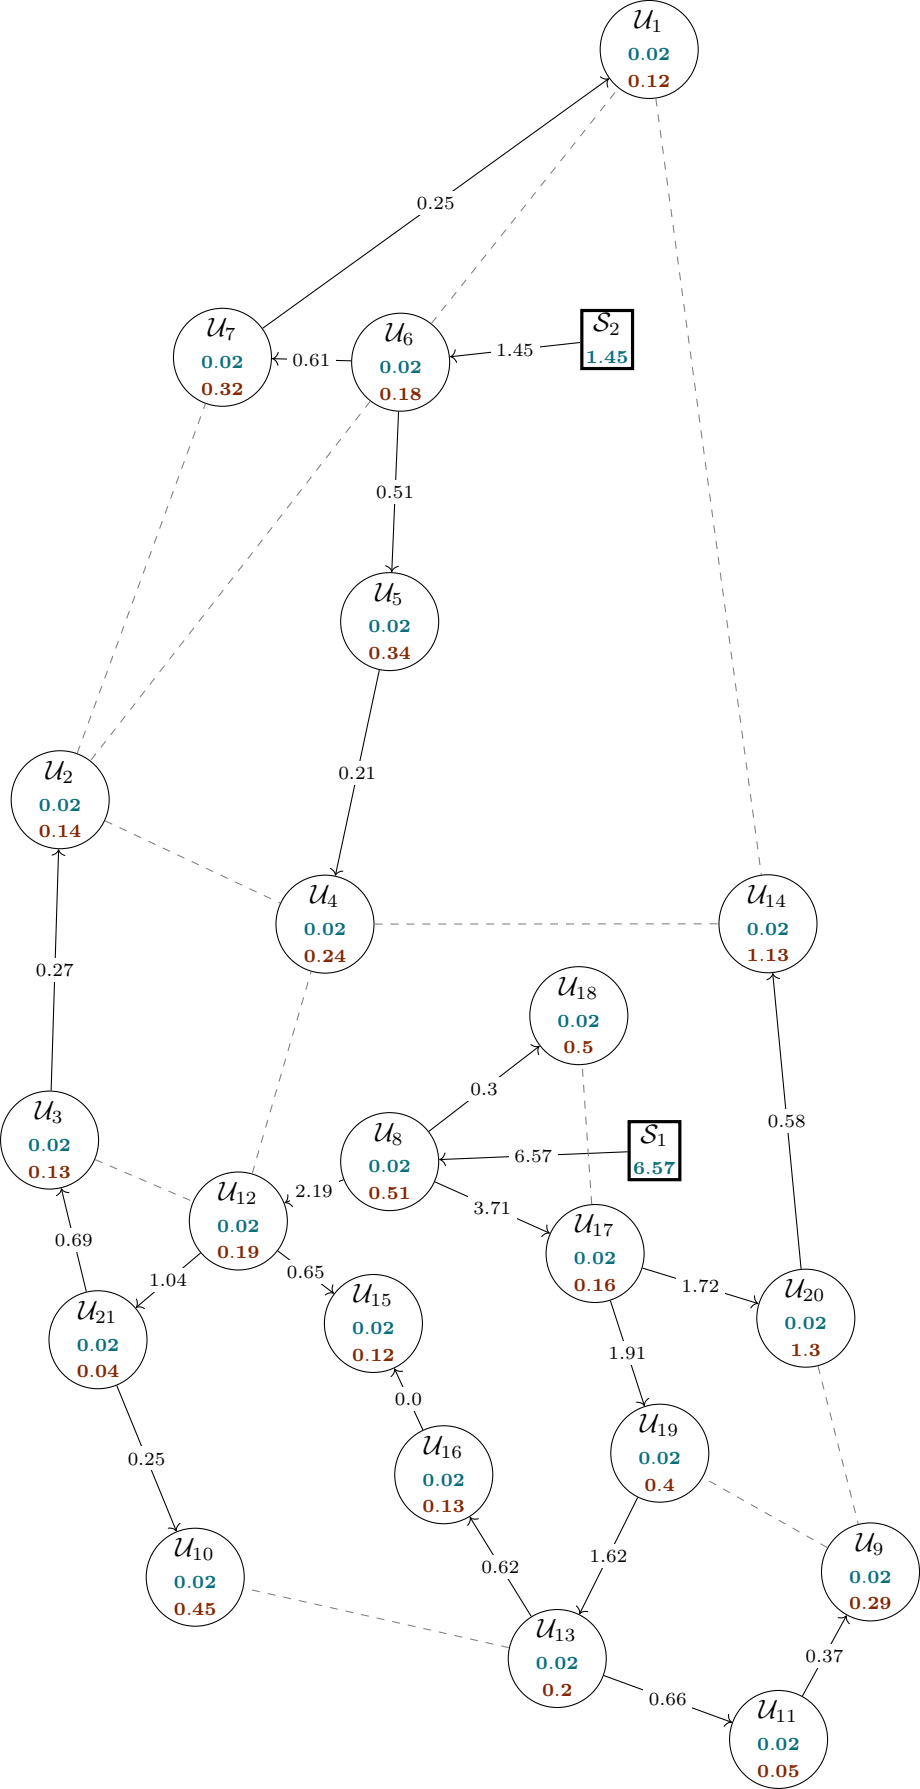 𝒰₁
0.02
0.12
0.25
𝒰₇
0.02
0.32
0.61
𝒰₆
0.02
0.18
1.45
𝒮₂
1.45
0.51
𝒰₅
0.02
0.34
0.21
𝒰₂
0.02
0.14
𝒰₄
0.02
0.24
𝒰₁₄
0.02
1.13
0.27
𝒰₁₈
0.02
0.5
0.3
𝒰₃
0.02
0.13
𝒰₈
0.02
0.51
6.57
𝒮₁
6.57
2.19
3.71
𝒰₁₂
0.02
0.19
0.58
0.69
1.04
0.65
𝒰₁₇
0.02
0.16
1.72
𝒰₂₀
0.02
1.3
𝒰₂₁
0.02
0.04
𝒰₁₅
0.02
0.12
1.91
0.0
0.25
𝒰₁₆
0.02
0.13
𝒰₁₉
0.02
0.4
0.62
1.62
𝒰₁₀
0.02
0.45
𝒰₉
0.02
0.29
𝒰₁₃
0.02
0.2
0.37
0.66
𝒰₁₁
0.02
0.05